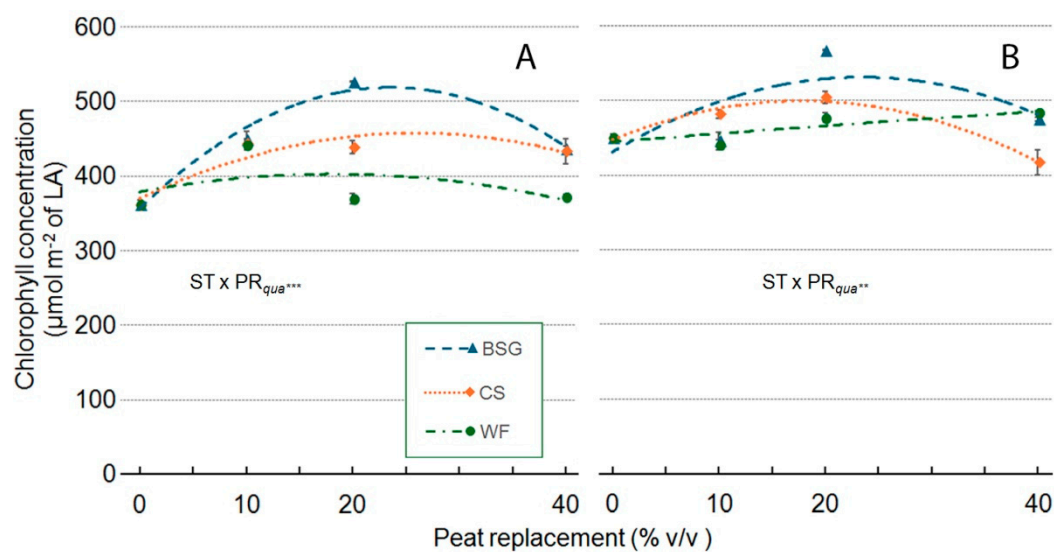 Chlorophyll concentration
(µmol m⁻² of LA)
600
500
400
300
200
100
0
A
ST x PRqua***
BSG
CS
WF
0 10 20 40
B
ST x PRqua**
0 10 20 40
Peat replacement (% v/v )